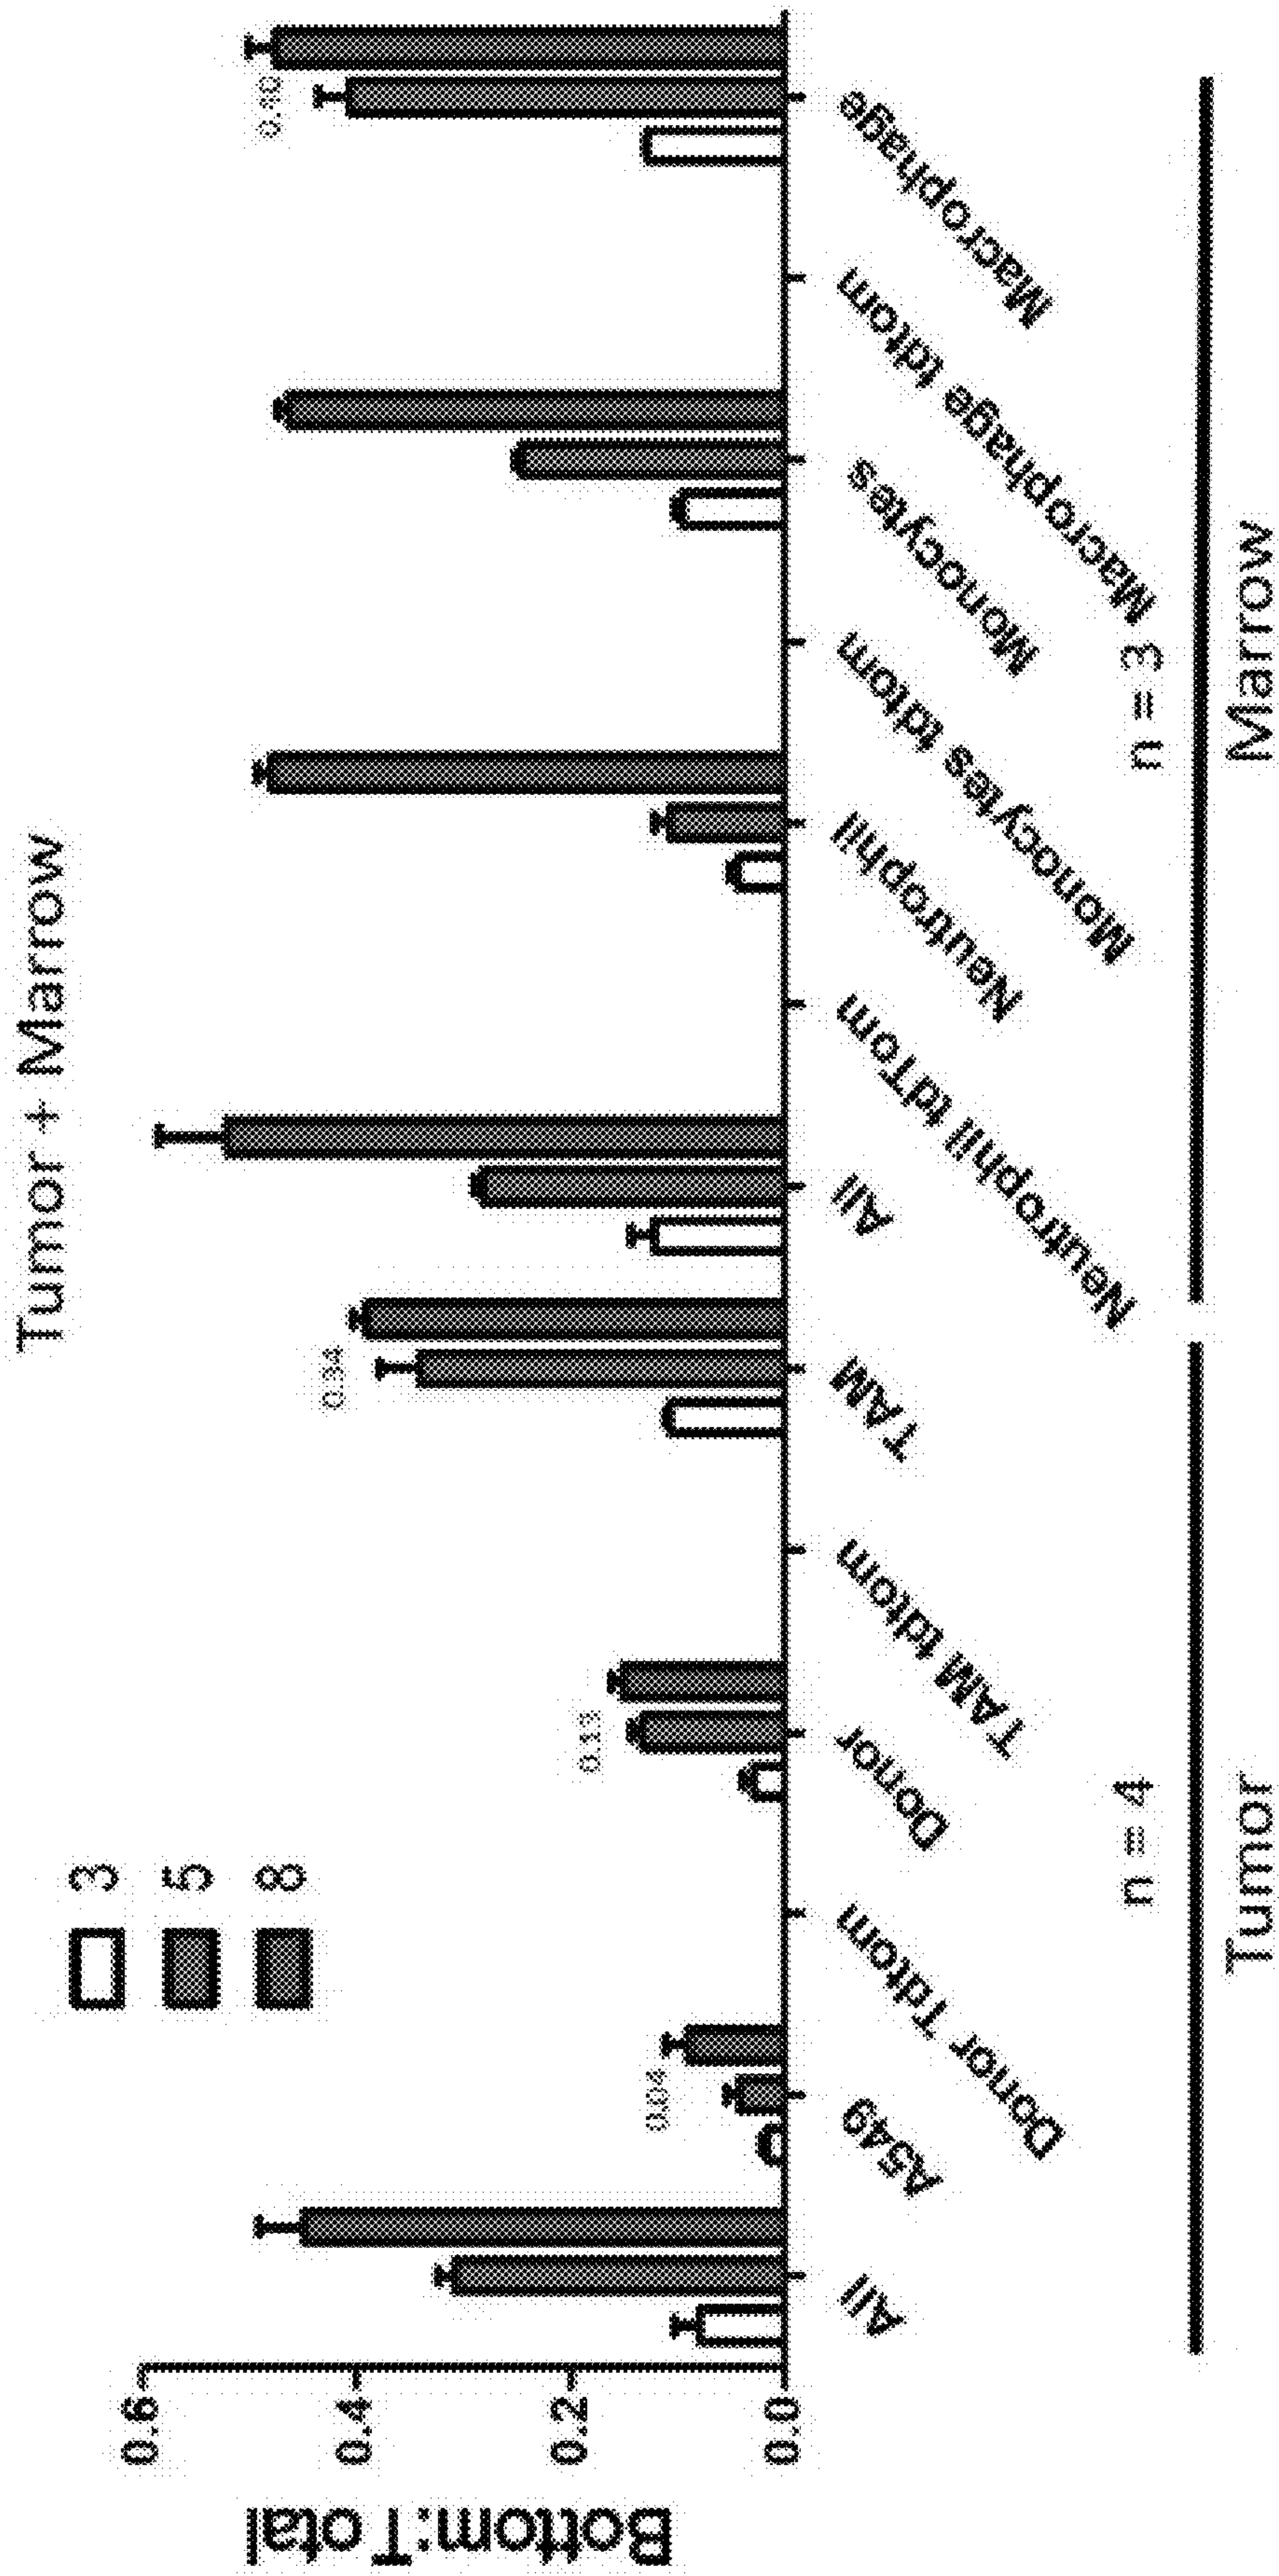 Tumor + Marrow
3
5
8
Bottom:Total
0.6
0.4
0.2
0.0
0.04
0.13
0.34
0.40
All
A549
Donor Tdtom
Donor
TAM tdtom
TAM
All
Neutrophil tdTom
Neutrophil
Monocytes tdtom
Monocytes
Macrophage tdtom
Macrophage
n = 4
n = 3
Tumor
Marrow